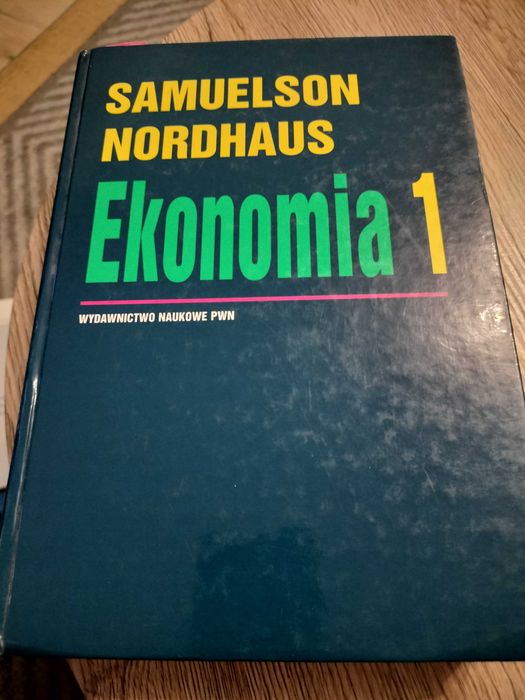 SAMUELSON
NORDHAUS
Ekonomia 1
WYDAWNICTWO NAUKOWE PWN